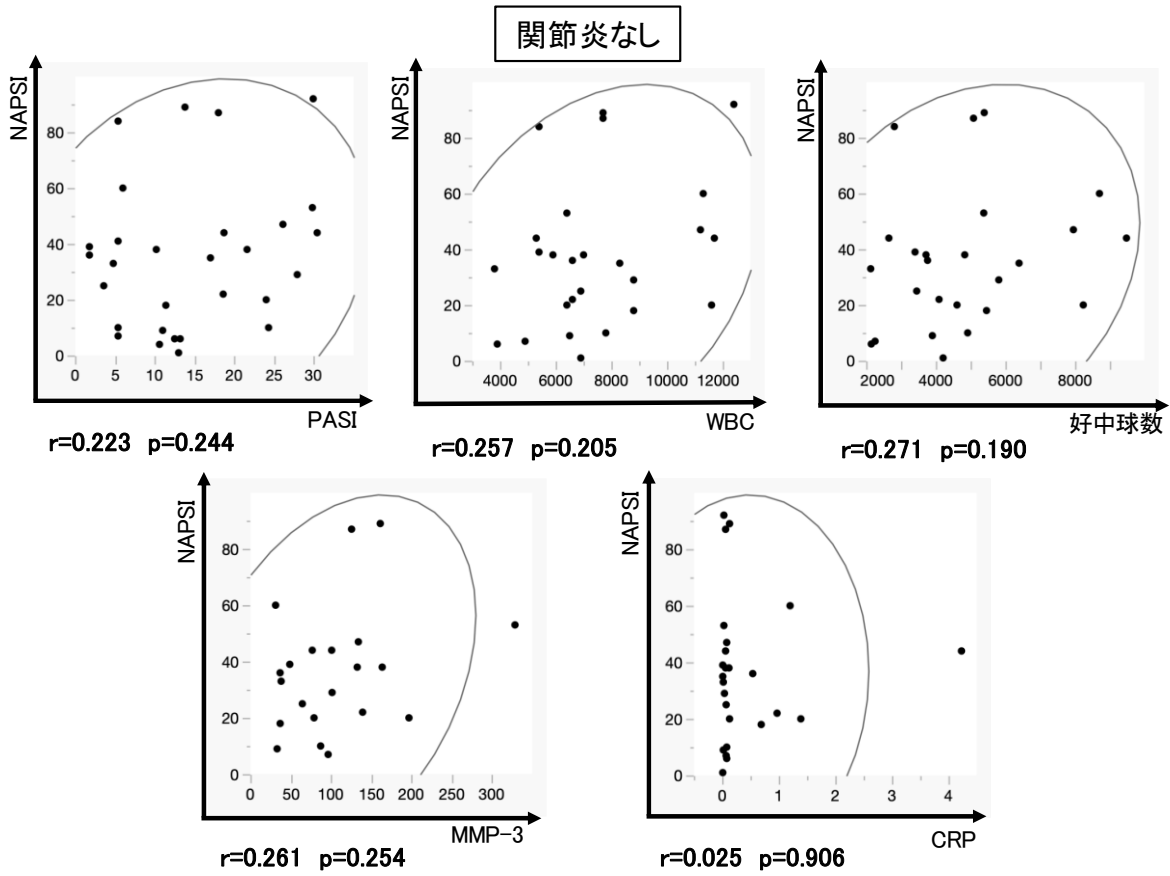 関節炎なし
NAPSI
80
60
40
20
0
0 5 10 15 20 25 30
PASI
r=0.223 p=0.244
NAPSI
80
60
40
20
0
4000 6000 8000 10000 12000
WBC
r=0.257 p=0.205
NAPSI
80
60
40
20
0
2000 4000 6000 8000
好中球数
r=0.271 p=0.190
NAPSI
80
60
40
20
0
0 50 100 150 200 300
MMP-3
r=0.261 p=0.254
NAPSI
80
60
40
20
0
0 1 2 3 4
CRP
r=0.025 p=0.906